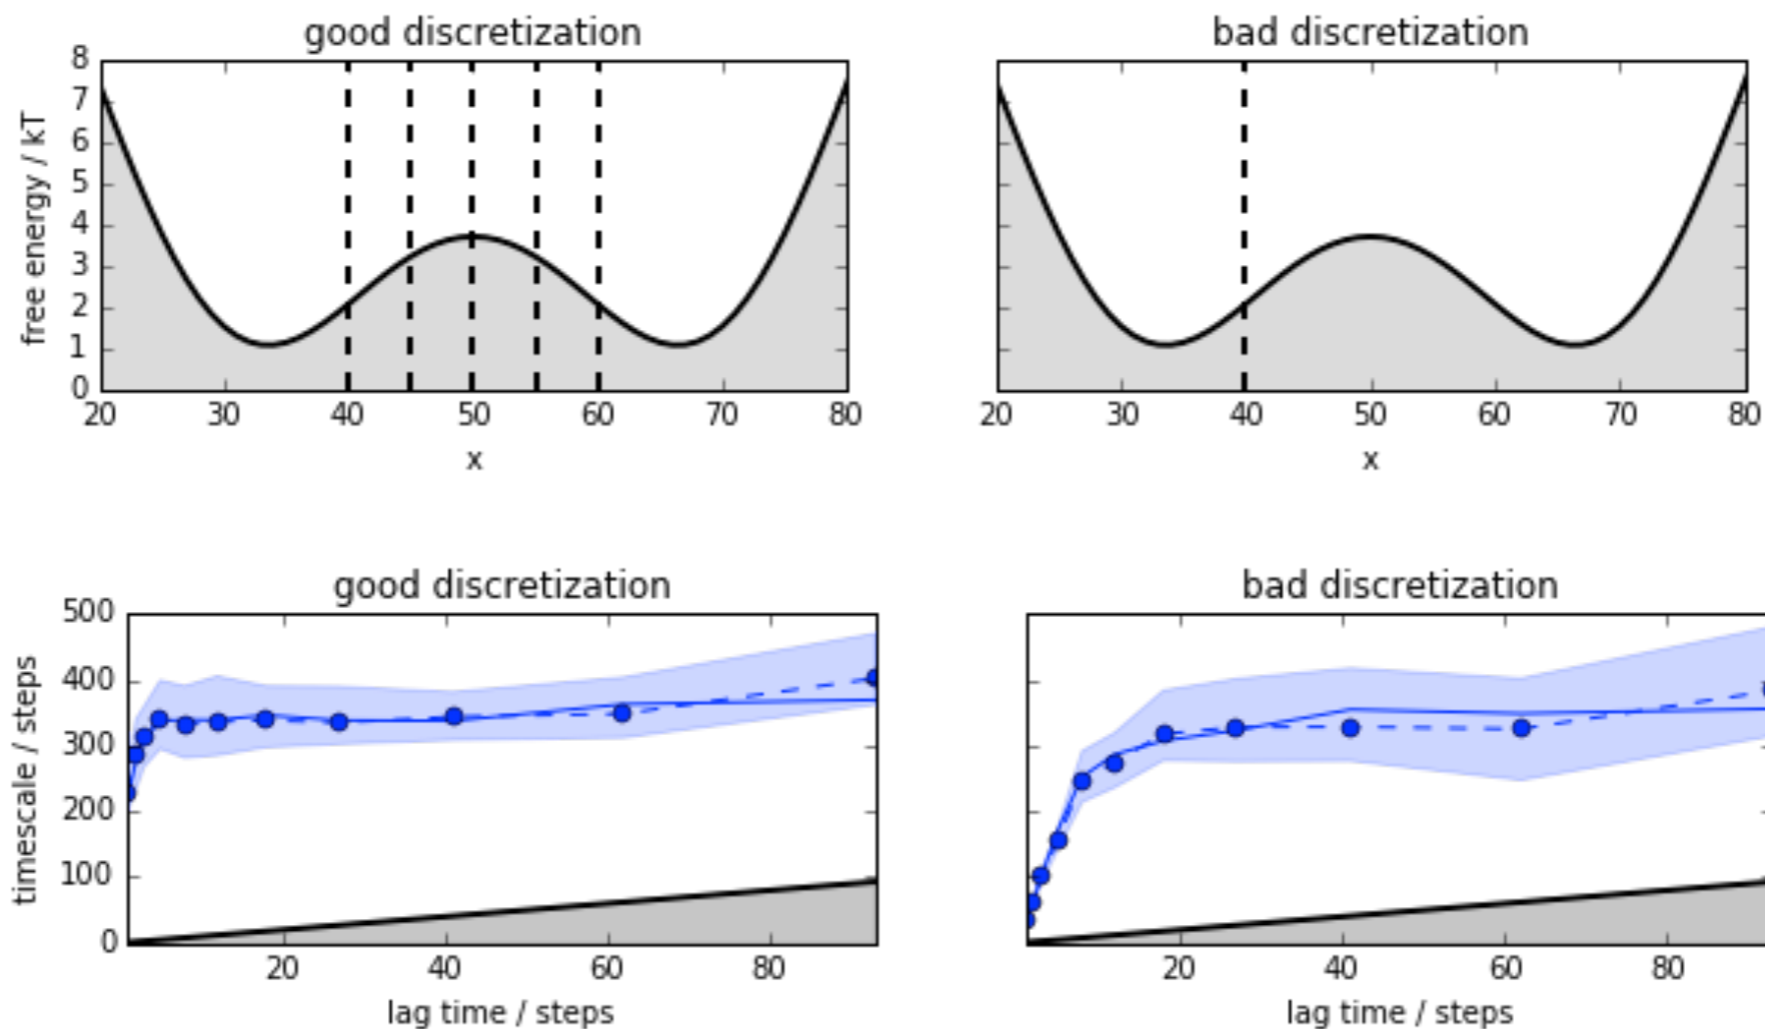 good discretization
bad discretization
free energy / kT
8
7
6
5
4
3
2
1
0
20 30 40 50 60 70 80
x
20 30 40 50 60 70 80
x
good discretization
bad discretization
timescale / steps
500
400
300
200
100
0
20 40 60 80
lag time / steps
20 40 60 80
lag time / steps